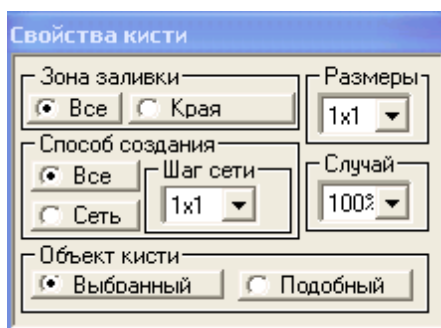 Свойства кисти
Зона заливки
Размеры
Все
Края
1x1
Способ создания
Случай
Все
Шаг сети
100%
Сеть
1x1
Объект кисти
Выбранный
Подобный